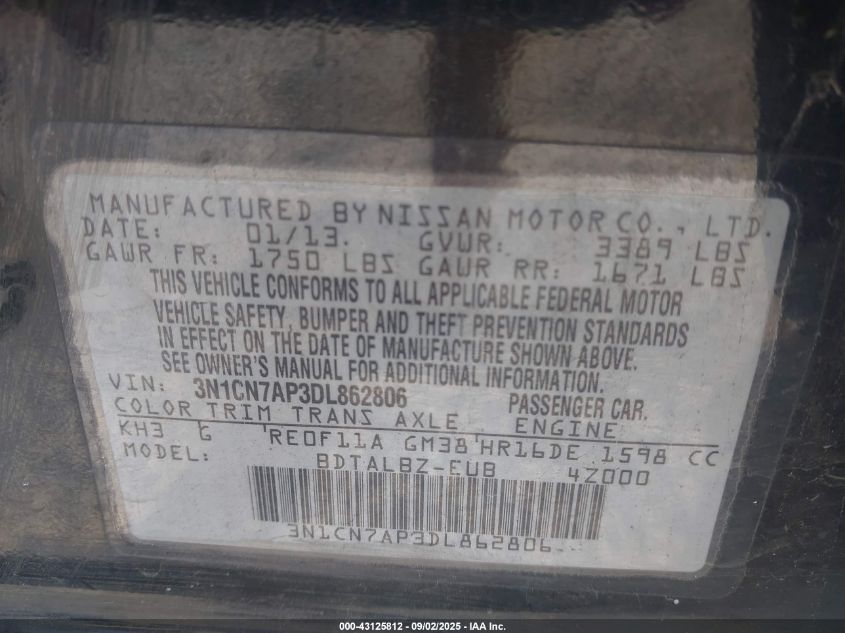 MANUFACTURED BY NISSAN MOTOR CO., LTD.
DATE: 01/13. GVWR: 3389 LBS
GAWR FR: 1750 LBS GAWR RR: 1671 LBS
THIS VEHICLE CONFORMS TO ALL APPLICABLE FEDERAL MOTOR
VEHICLE SAFETY, BUMPER AND THEFT PREVENTION STANDARDS
IN EFFECT ON THE DATE OF MANUFACTURE SHOWN ABOVE.
SEE OWNER'S MANUAL FOR ADDITIONAL INFORMATION.
VIN: 3N1CN7AP3DL862806 PASSENGER CAR.
COLOR TRIM TRANS AXLE ENGINE
KH3 G RE0F11A GM38 HR16DE 1598 CC
MODEL: BDTALBZ-EUB 4Z000
3N1CN7AP3DL862806
000-43125812 - 09/02/2025 - IAA Inc.